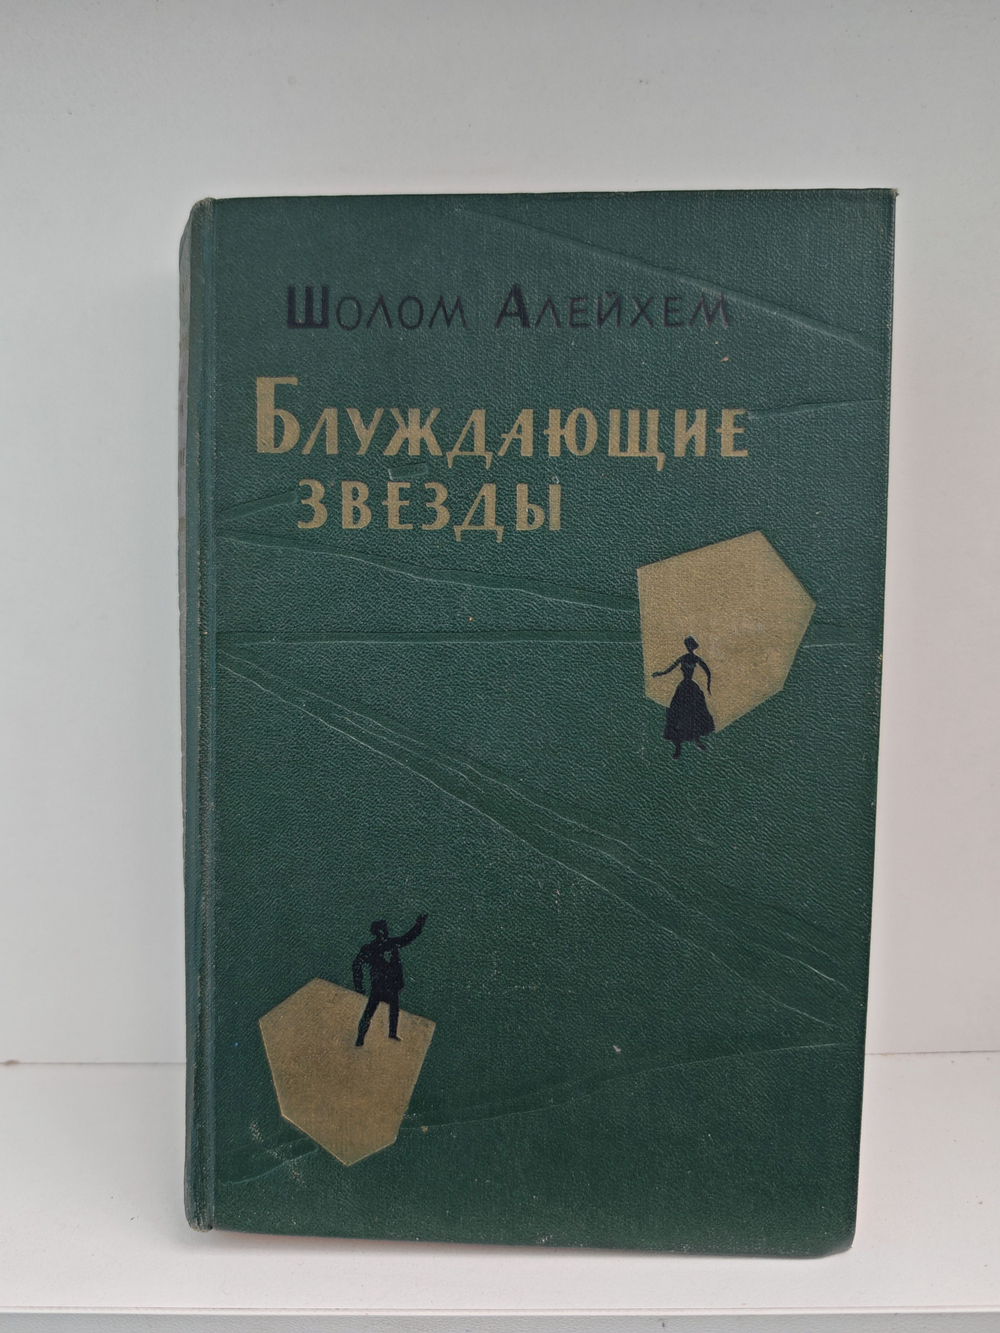 Шолом Алейхем
Блуждающие
звезды